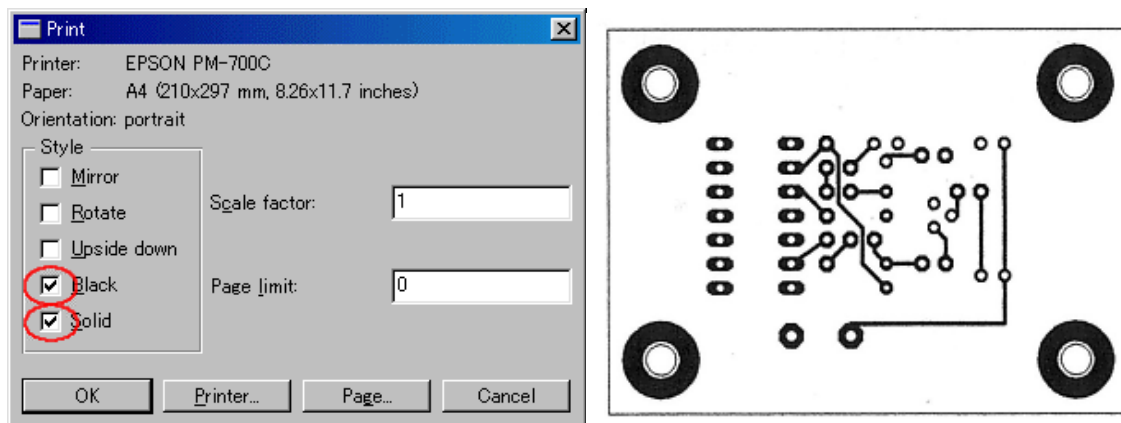 Print
Printer: EPSON PM-700C
Paper: A4 (210x297 mm, 8.26x11.7 inches)
Orientation: portrait
Style
Mirror
Rotate
Upside down
Black
Solid
Scale factor: 1
Page limit: 0
OK Printer... Page... Cancel